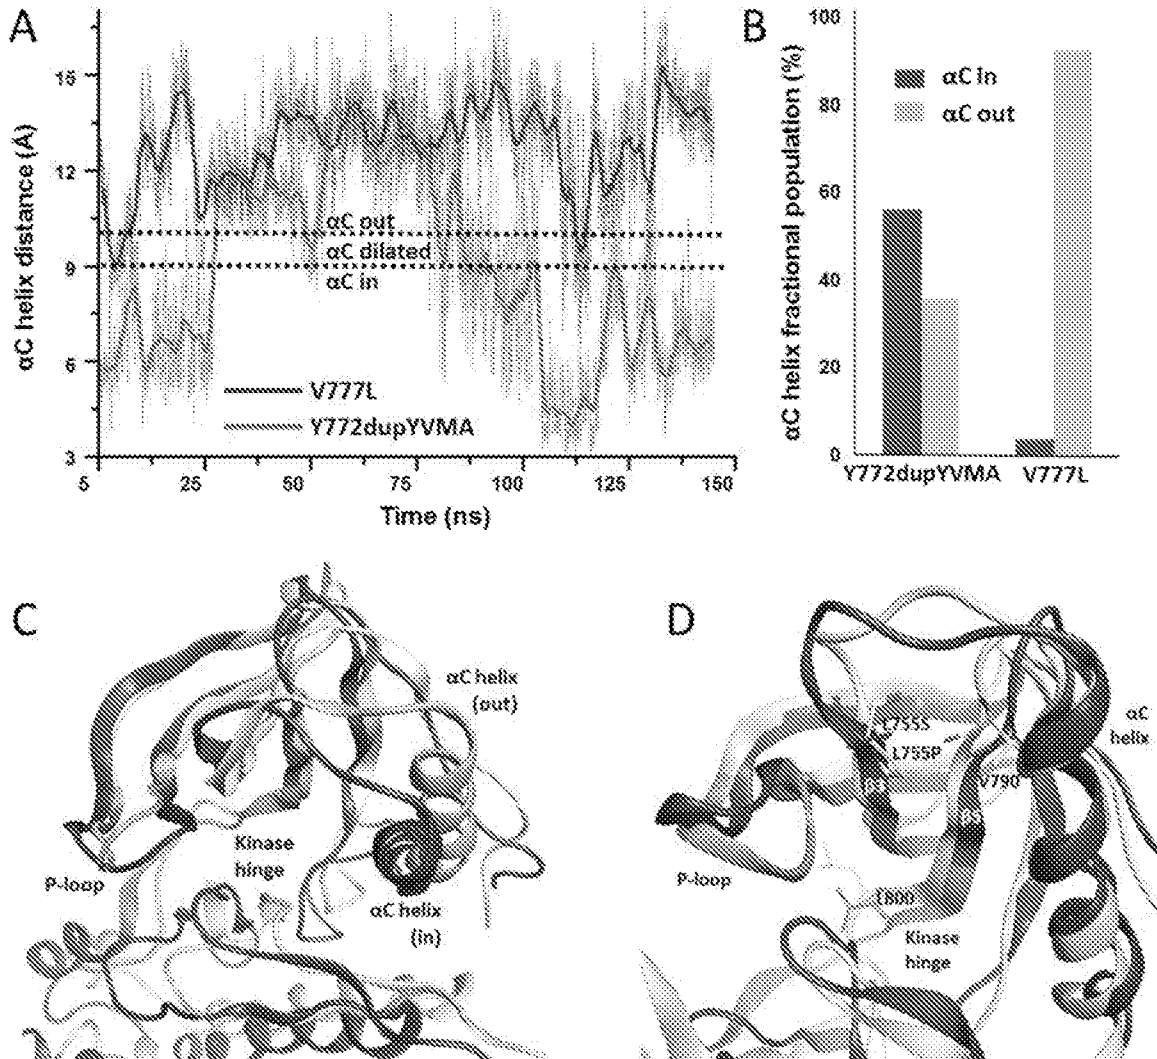 A
αC helix distance (Å)
15
12
9
6
3
αC out
αC dilated
αC in
V777L
Y772dupYVMA
5
25
50
75
100
125
150
Time (ns)
B
αC helix fractional population (%)
100
80
60
40
20
0
αC in
αC out
Y772dupYVMA
V777L
C
αC helix
(out)
Kinase
hinge
P-loop
αC helix
(in)
D
L755S
L755P
αC
helix
V790
β3
β5
P-loop
L800
Kinase
hinge